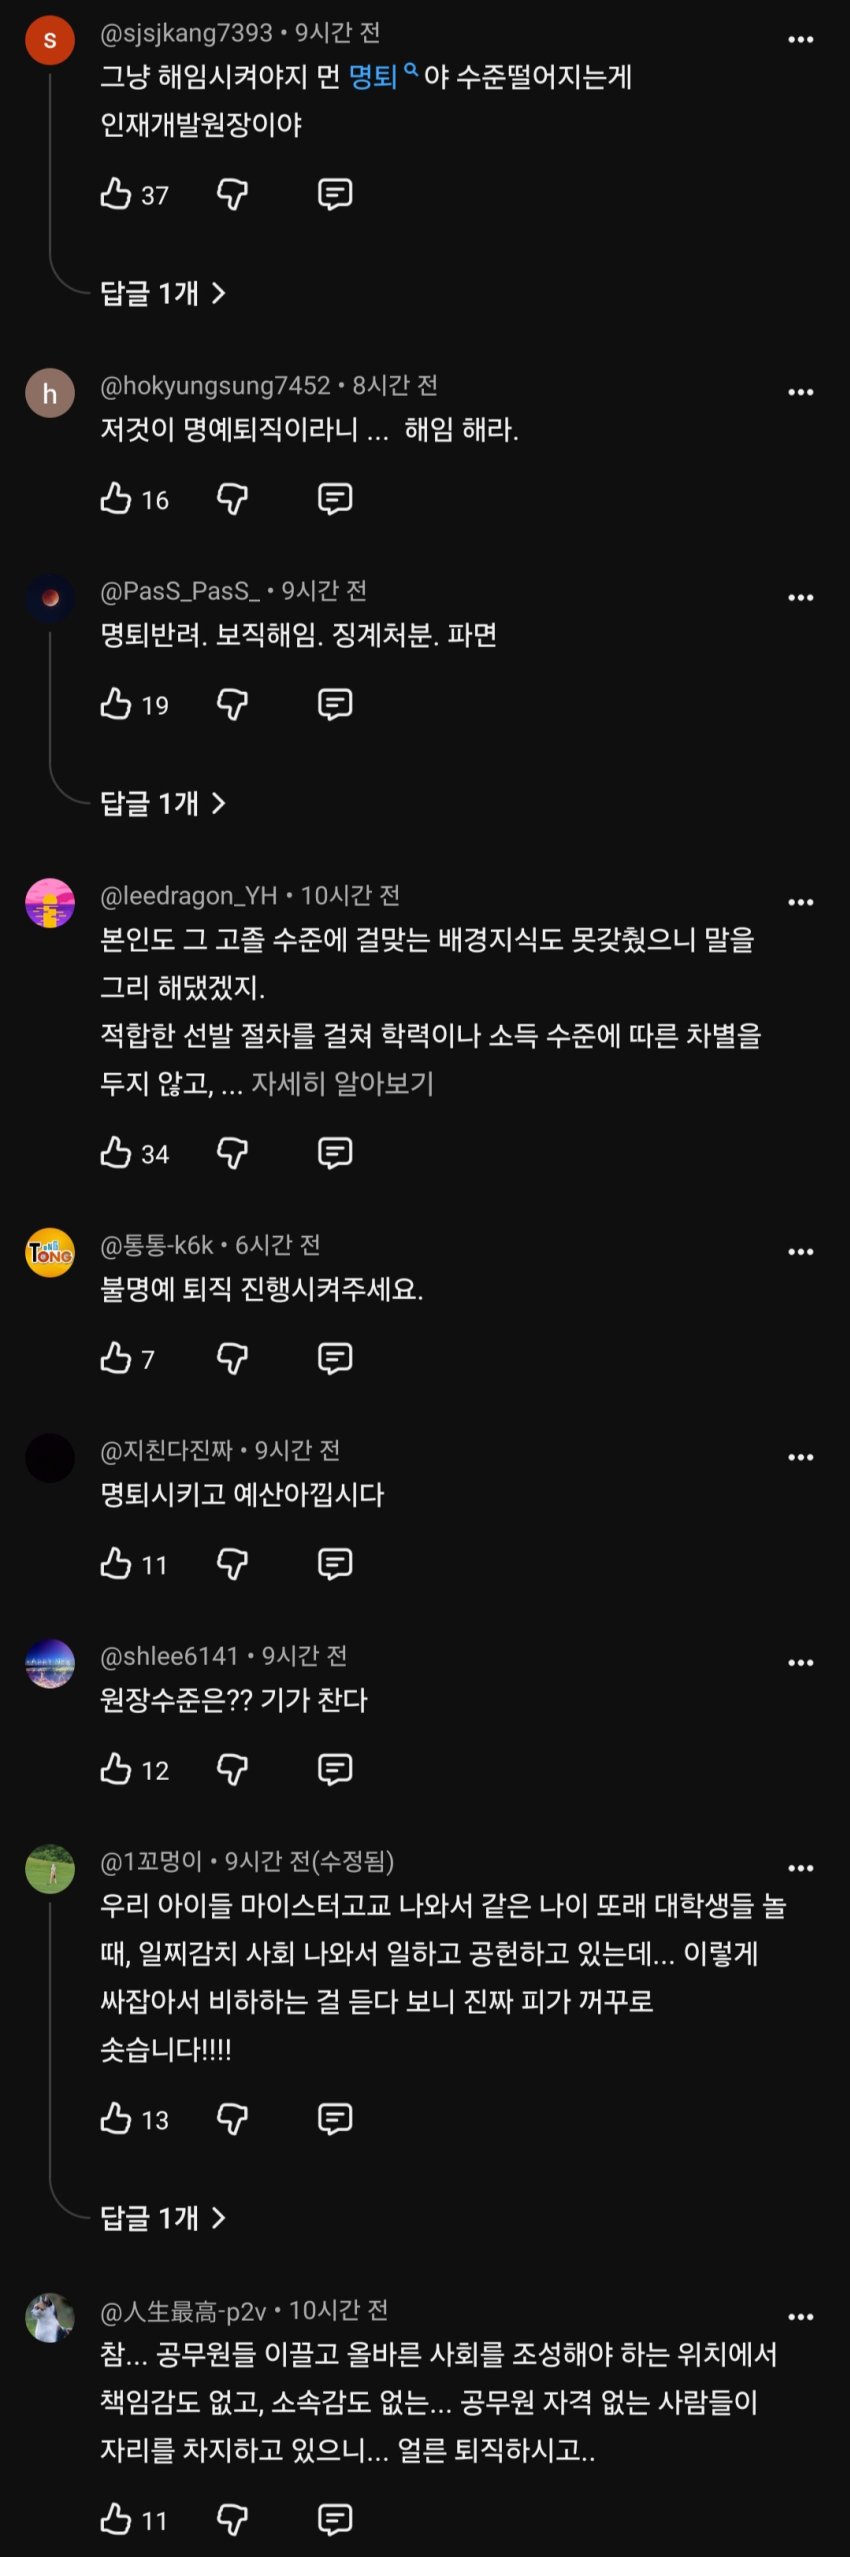 s
@sjsjkang7393 • 9시간 전
그냥 해임시켜야지 먼 명퇴 야 수준떨어지는게
인재개발원장이야
37
답글 1개
h
@hokyungsung7452 • 8시간 전
저것이 명예퇴직이라니 ... 해임 해라.
16
@PasS_PasS_ • 9시간 전
명퇴반려. 보직해임. 징계처분. 파면
19
답글 1개
@leedragon_YH • 10시간 전
본인도 그 고졸 수준에 걸맞는 배경지식도 못갖췄으니 말을
그리 해댔겠지.
적합한 선발 절차를 걸쳐 학력이나 소득 수준에 따른 차별을
두지 않고, ... 자세히 알아보기
34
TONG
@통통-k6k • 6시간 전
불명예 퇴직 진행시켜주세요.
7
@지친다진짜 • 9시간 전
명퇴시키고 예산아낍시다
11
@shlee6141 • 9시간 전
원장수준은?? 기가 찬다
12
@1꼬멍이 • 9시간 전(수정됨)
우리 아이들 마이스터고교 나와서 같은 나이 또래 대학생들 놀
때, 일찌감치 사회 나와서 일하고 공헌하고 있는데... 이렇게
싸잡아서 비하하는 걸 듣다 보니 진짜 피가 꺼꾸로
솟습니다!!!!
13
답글 1개
@人生最高-p2v • 10시간 전
참... 공무원들 이끌고 올바른 사회를 조성해야 하는 위치에서
책임감도 없고, 소속감도 없는... 공무원 자격 없는 사람들이
자리를 차지하고 있으니... 얼른 퇴직하시고..
11